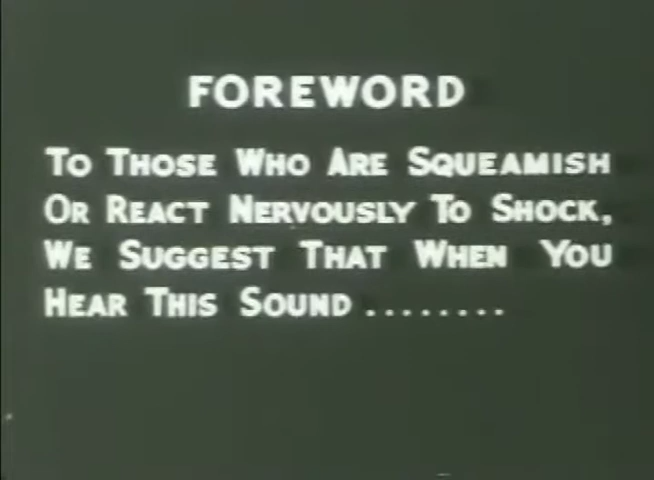 FOREWORD
TO THOSE WHO ARE SQUEAMISH
OR REACT NERVOUSLY TO SHOCK,
WE SUGGEST THAT WHEN YOU
HEAR THIS SOUND ........